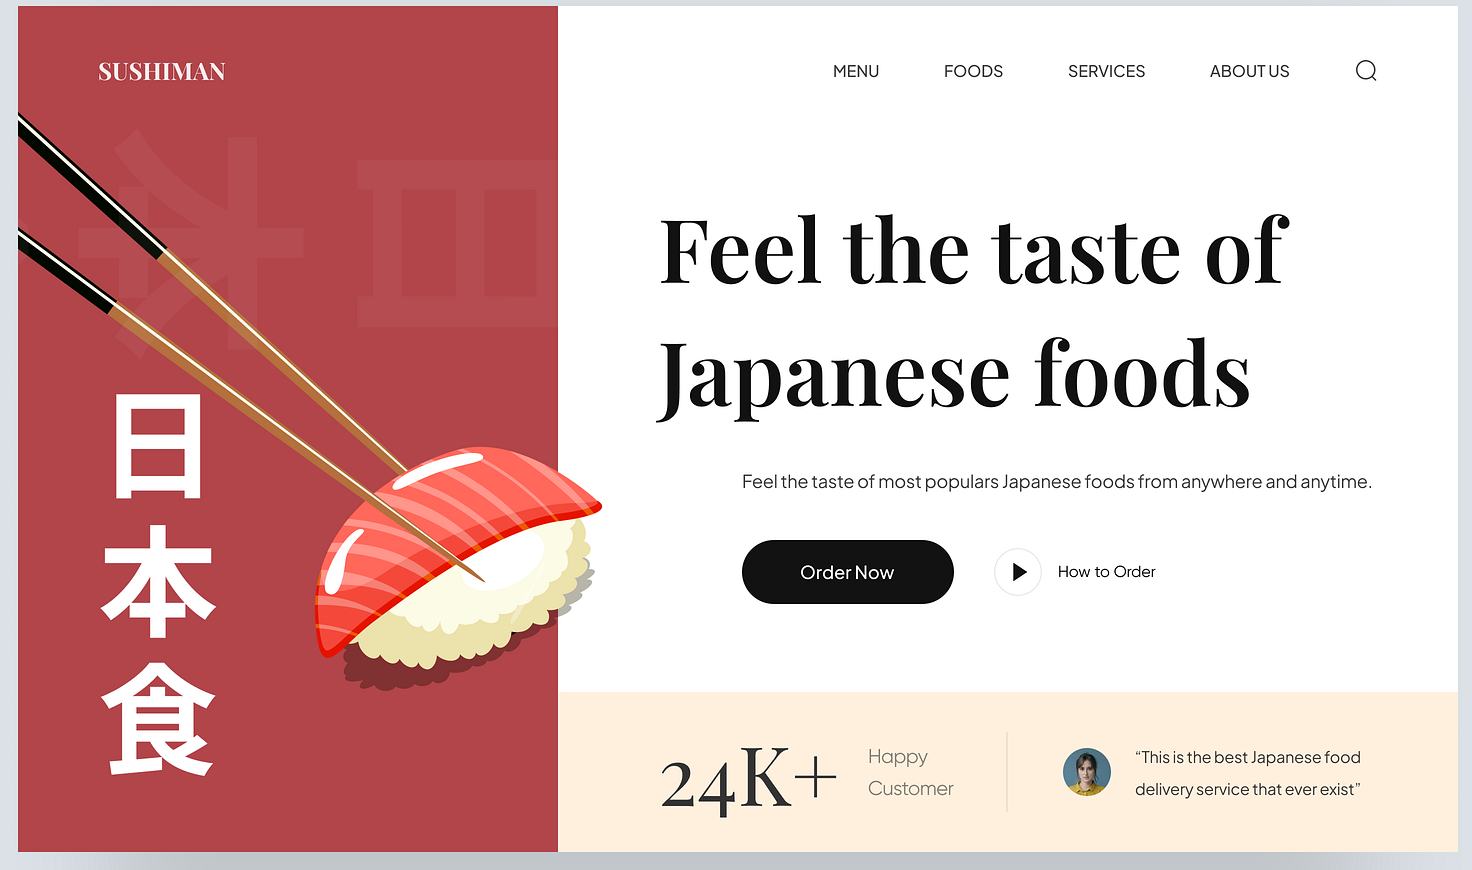 SUSHIMAN
MENU
FOODS
SERVICES
ABOUT US
日本
日
本
食
Feel the taste of
Japanese foods
Feel the taste of most populars Japanese foods from anywhere and anytime.
Order Now
How to Order
24K+
Happy
Customer
“This is the best Japanese food
delivery service that ever exist”